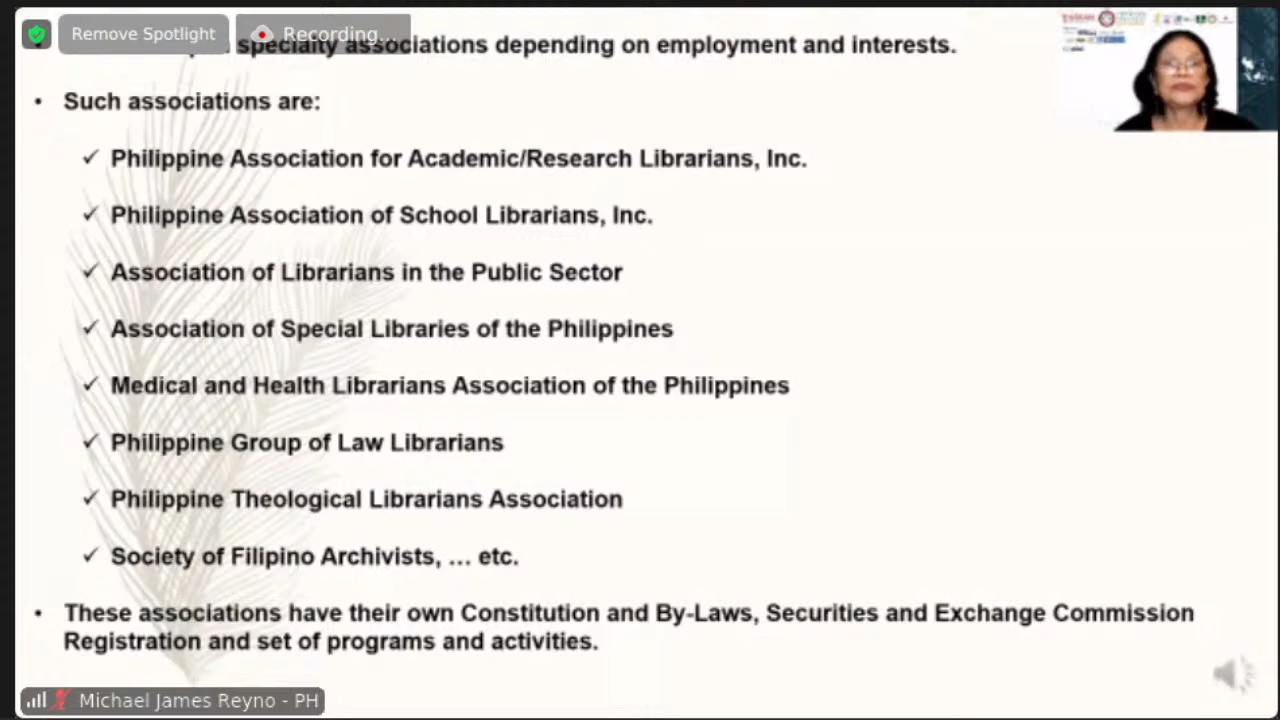 Remove Spotlight
Recording...
specialty associations depending on employment and interests.
• Such associations are:
✓ Philippine Association for Academic/Research Librarians, Inc.
✓ Philippine Association of School Librarians, Inc.
✓ Association of Librarians in the Public Sector
✓ Association of Special Libraries of the Philippines
✓ Medical and Health Librarians Association of the Philippines
✓ Philippine Group of Law Librarians
✓ Philippine Theological Librarians Association
✓ Society of Filipino Archivists, ... etc.
• These associations have their own Constitution and By-Laws, Securities and Exchange Commission
Registration and set of programs and activities.
Michael James Reyno - PH